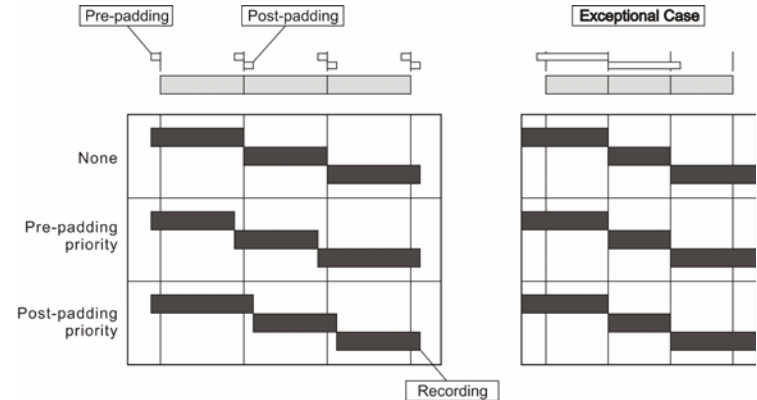 Pre-padding
Post-padding
Exceptional Case
None
Pre-padding
priority
Post-padding
priority
Recording